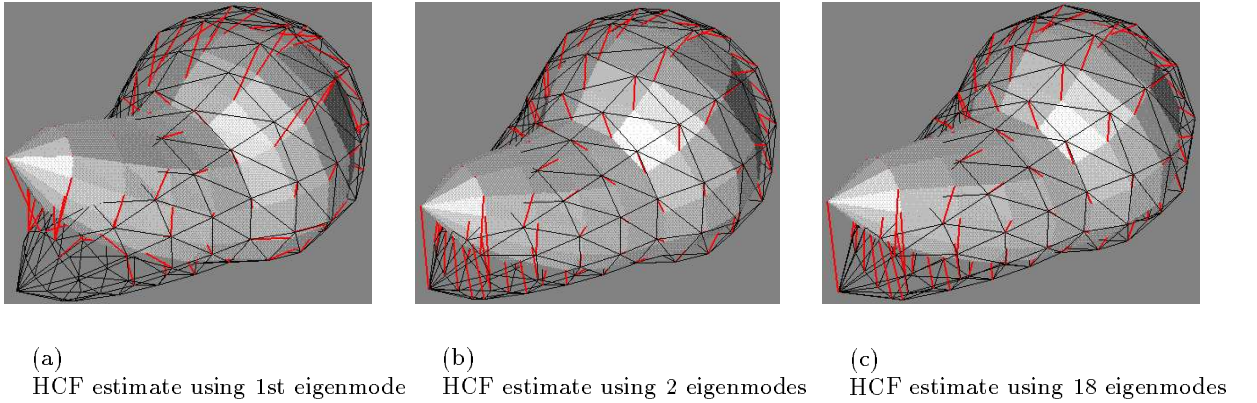 (a)
HCF estimate using 1st eigenmode
(b)
HCF estimate using 2 eigenmodes
(c)
HCF estimate using 18 eigenmodes